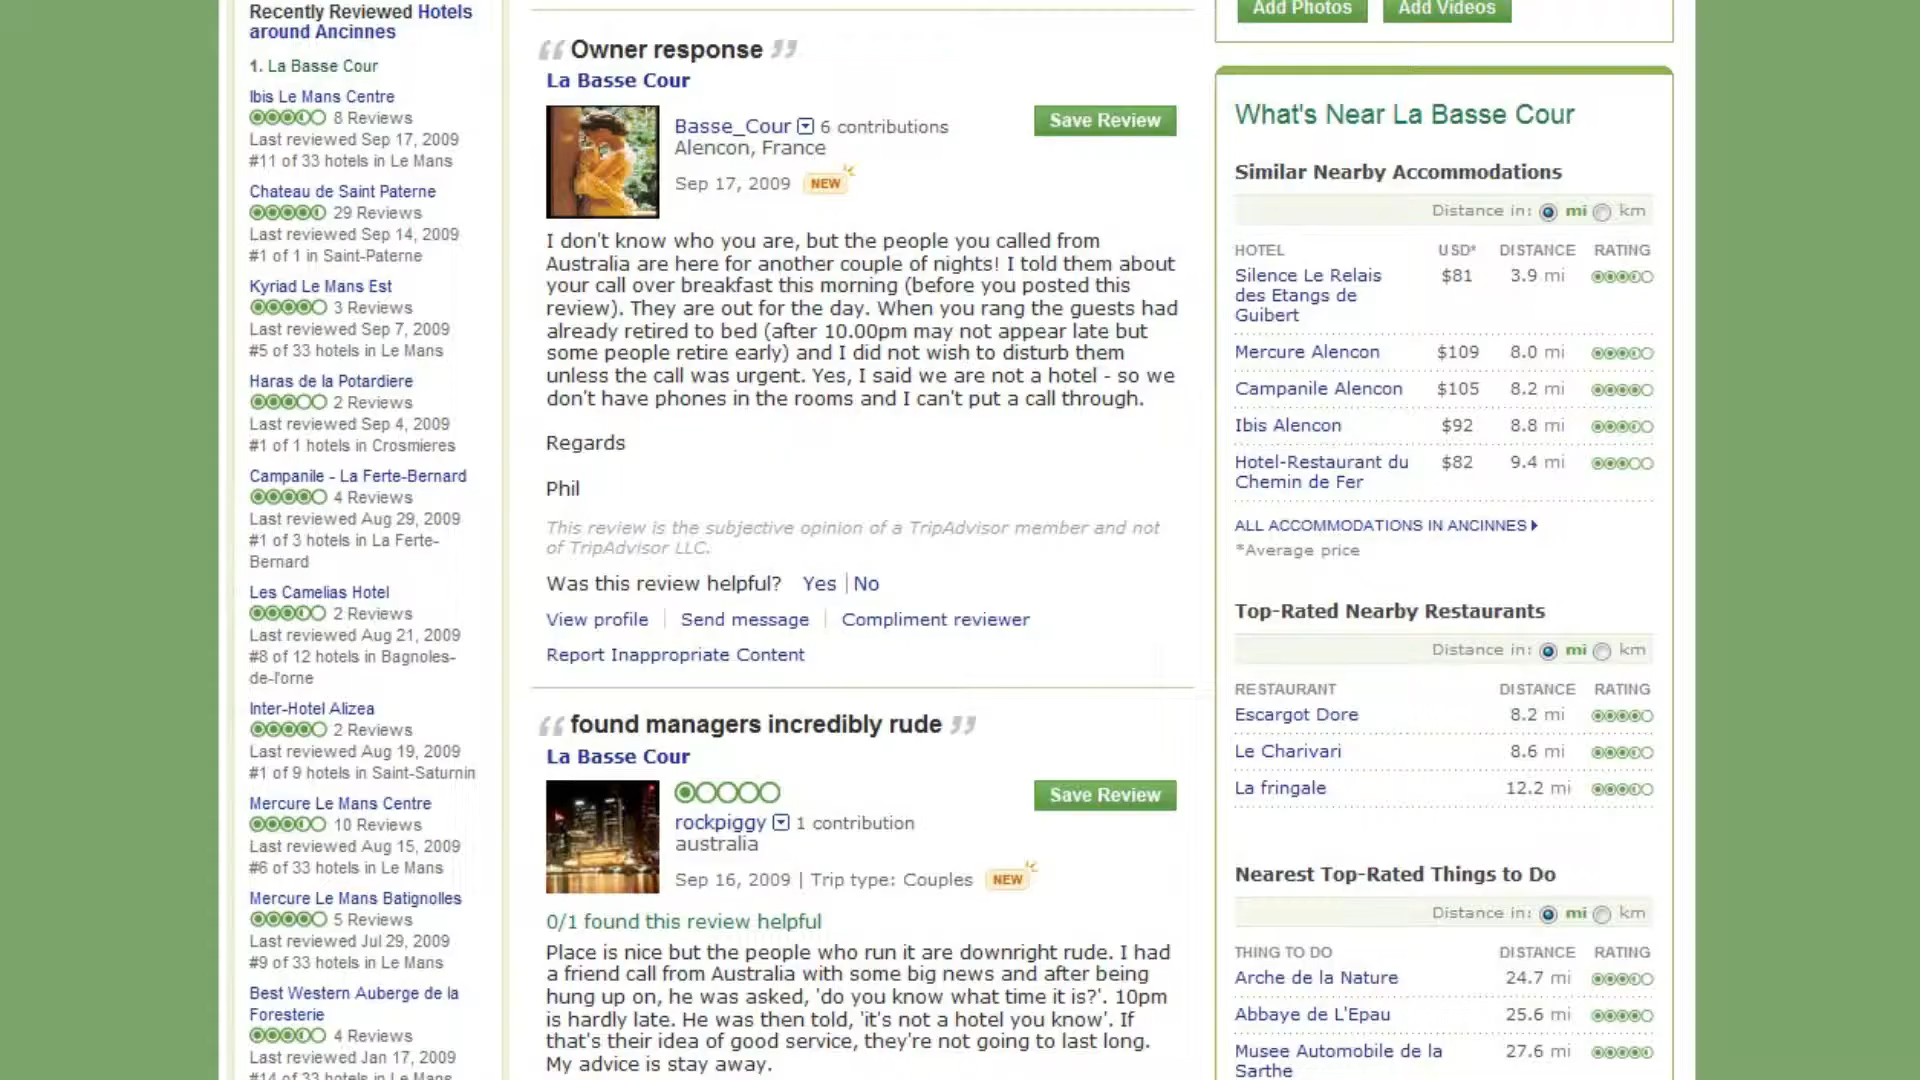 Recently Reviewed Hotels
around Ancinnes
1. La Basse Cour
Ibis Le Mans Centre
8 Reviews
Last reviewed Sep 17, 2009
#11 of 33 hotels in Le Mans
Chateau de Saint Paterne
29 Reviews
Last reviewed Sep 14, 2009
#1 of 1 in Saint-Paterne
Kyriad Le Mans Est
3 Reviews
Last reviewed Sep 7, 2009
#5 of 33 hotels in Le Mans
Haras de la Potardiere
2 Reviews
Last reviewed Sep 4, 2009
#1 of 1 hotels in Crosmieres
Campanile - La Ferte-Bernard
4 Reviews
Last reviewed Aug 29, 2009
#1 of 3 hotels in La Ferte-
Bernard
Les Camelias Hotel
2 Reviews
Last reviewed Aug 21, 2009
#8 of 12 hotels in Bagnoles-
de-l'orne
Inter-Hotel Alizea
2 Reviews
Last reviewed Aug 19, 2009
#1 of 9 hotels in Saint-Saturnin
Mercure Le Mans Centre
10 Reviews
Last reviewed Aug 15, 2009
#6 of 33 hotels in Le Mans
Mercure Le Mans Batignolles
5 Reviews
Last reviewed Jul 29, 2009
#9 of 33 hotels in Le Mans
Best Western Auberge de la
Foresterie
4 Reviews
Last reviewed Jan 17, 2009
#14 of 33 hotels in Le Mans
“ Owner response ”
La Basse Cour
Basse_Cour 6 contributions
Save Review
Alencon, France
Sep 17, 2009 NEW
I don't know who you are, but the people you called from
Australia are here for another couple of nights! I told them about
your call over breakfast this morning (before you posted this
review). They are out for the day. When you rang the guests had
already retired to bed (after 10.00pm may not appear late but
some people retire early) and I did not wish to disturb them
unless the call was urgent. Yes, I said we are not a hotel - so we
don't have phones in the rooms and I can't put a call through.
Regards
Phil
This review is the subjective opinion of a TripAdvisor member and not
of TripAdvisor LLC.
Was this review helpful? Yes | No
View profile | Send message | Compliment reviewer
Report Inappropriate Content
“ found managers incredibly rude ”
La Basse Cour
Save Review
rockpiggy 1 contribution
australia
Sep 16, 2009 | Trip type: Couples NEW
0/1 found this review helpful
Place is nice but the people who run it are downright rude. I had
a friend call from Australia with some big news and after being
hung up on, he was asked, 'do you know what time it is?'. 10pm
is hardly late. He was then told, 'it's not a hotel you know'. If
that's their idea of good service, they're not going to last long.
My advice is stay away.
Add Photos Add Videos
What's Near La Basse Cour
Similar Nearby Accommodations
Distance in: mi km
HOTEL USD* DISTANCE RATING
Silence Le Relais $81 3.9 mi
des Etangs de
Guibert
Mercure Alencon $109 8.0 mi
Campanile Alencon $105 8.2 mi
Ibis Alencon $92 8.8 mi
Hotel-Restaurant du $82 9.4 mi
Chemin de Fer
ALL ACCOMMODATIONS IN ANCINNES
*Average price
Top-Rated Nearby Restaurants
Distance in: mi km
RESTAURANT DISTANCE RATING
Escargot Dore 8.2 mi
Le Charivari 8.6 mi
La fringale 12.2 mi
Nearest Top-Rated Things to Do
Distance in: mi km
THING TO DO DISTANCE RATING
Arche de la Nature 24.7 mi
Abbaye de L'Epau 25.6 mi
Musee Automobile de la 27.6 mi
Sarthe